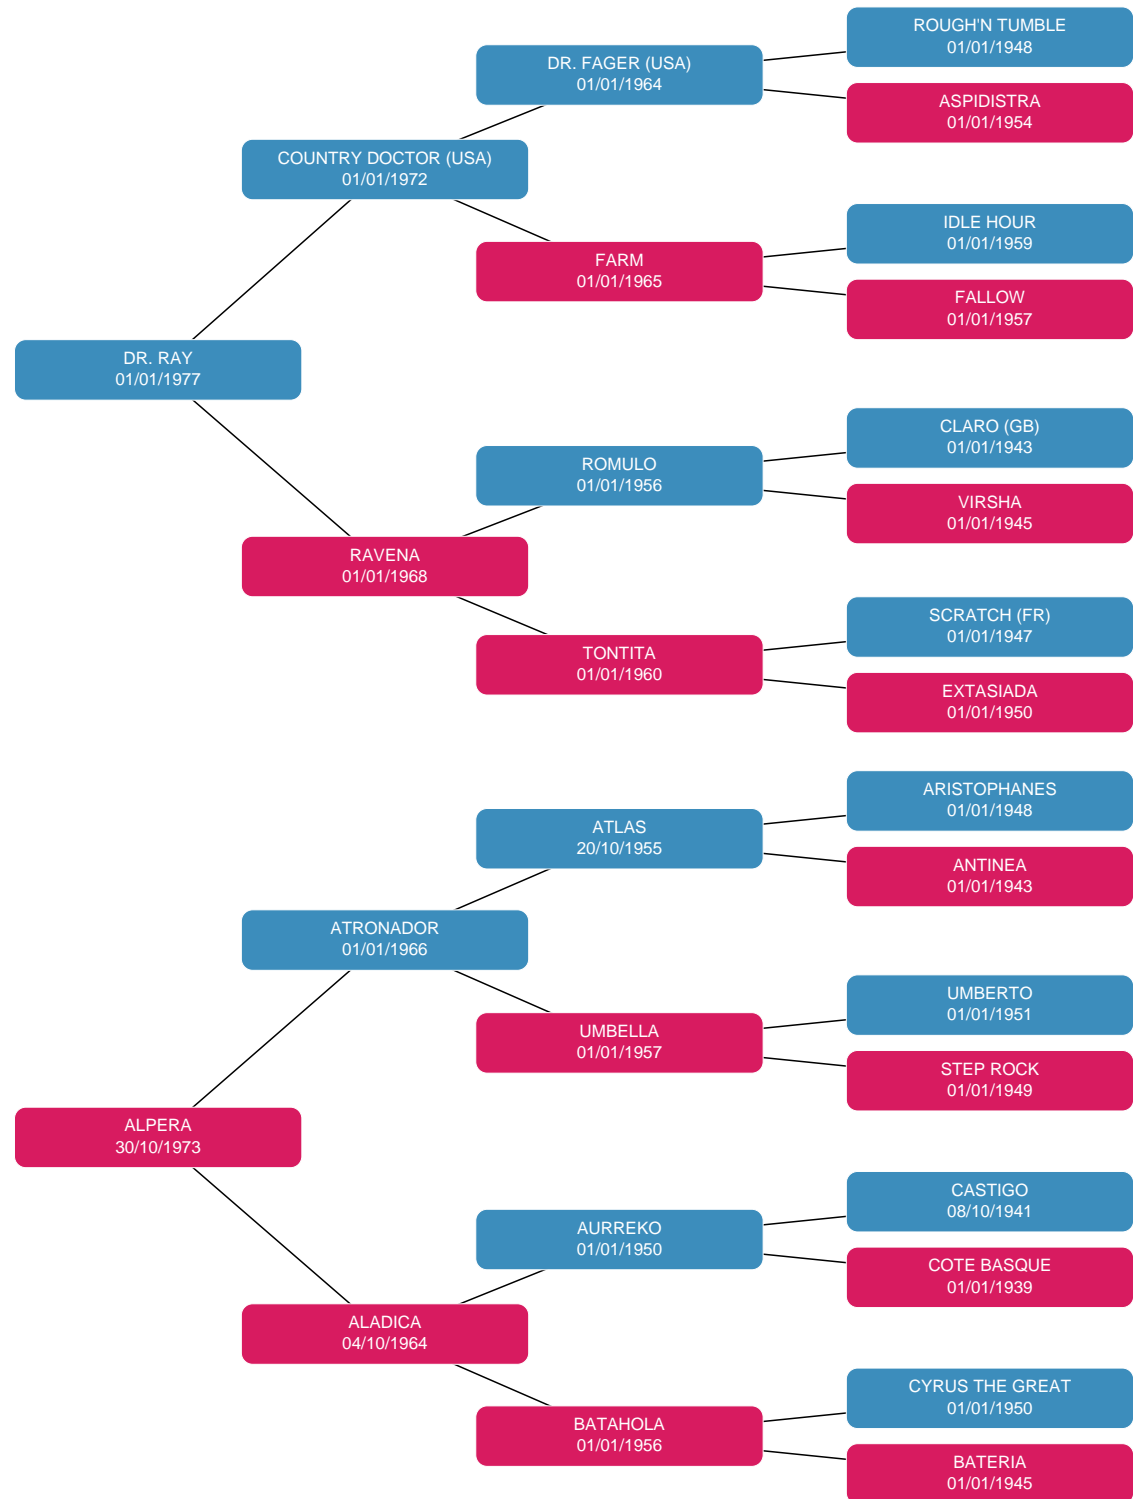 ROUGH'N TUMBLE
01/01/1948
DR. FAGER (USA)
01/01/1964
ASPIDISTRA
01/01/1954
COUNTRY DOCTOR (USA)
01/01/1972
IDLE HOUR
01/01/1959
FARM
01/01/1965
FALLOW
01/01/1957
DR. RAY
01/01/1977
CLARO (GB)
01/01/1943
ROMULO
01/01/1956
VIRSHA
01/01/1945
RAVENA
01/01/1968
SCRATCH (FR)
01/01/1947
TONTITA
01/01/1960
EXTASIADA
01/01/1950
ARISTOPHANES
01/01/1948
ATLAS
20/10/1955
ANTINEA
01/01/1943
ATRONADOR
01/01/1966
UMBERTO
01/01/1951
UMBELLA
01/01/1957
STEP ROCK
01/01/1949
ALPERA
30/10/1973
CASTIGO
08/10/1941
AURREKO
01/01/1950
COTE BASQUE
01/01/1939
ALADICA
04/10/1964
CYRUS THE GREAT
01/01/1950
BATAHOLA
01/01/1956
BATERIA
01/01/1945